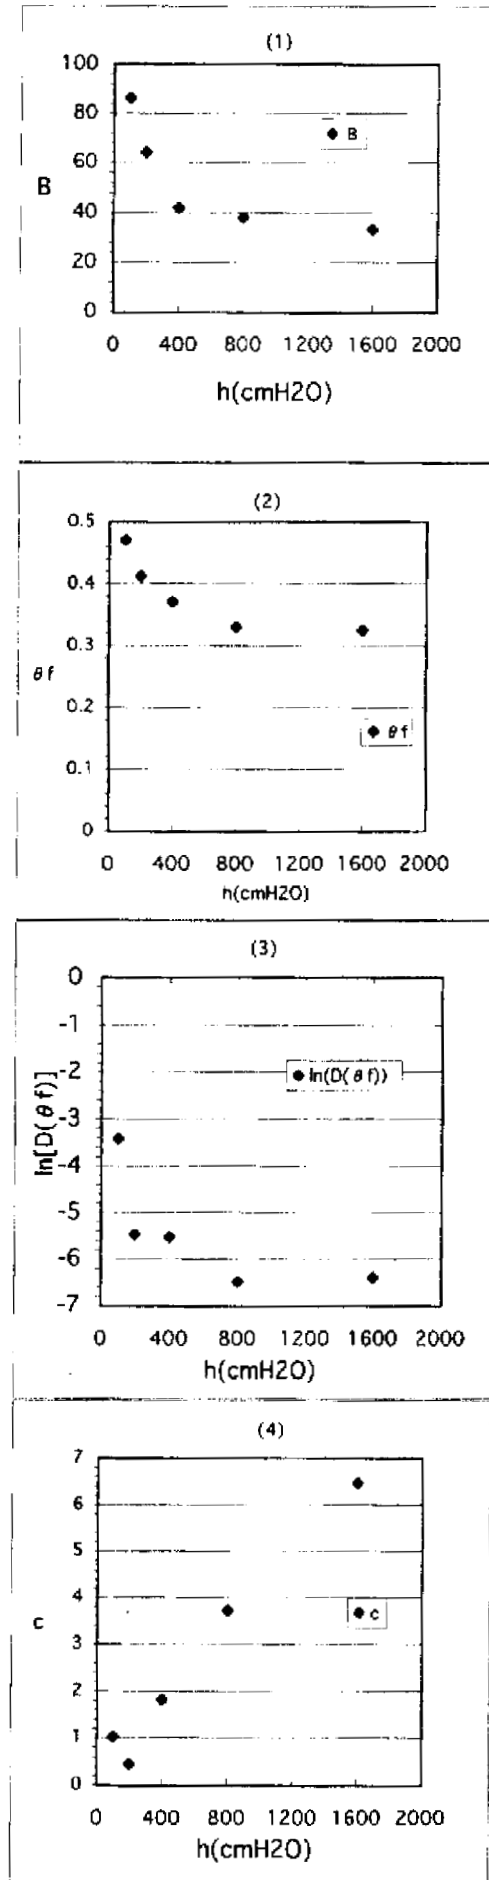 (1)
100
80
60
40
20
0
B
◆ B
0 400 800 1200 1600 2000
h(cmH2O)
(2)
0.5
0.4
0.3
0.2
0.1
0
θf
◆ θf
0 400 800 1200 1600 2000
h(cmH2O)
(3)
0
-1
-2
-3
-4
-5
-6
-7
ln[D(θf)]
◆ ln(D(θf))
0 400 800 1200 1600 2000
h(cmH2O)
(4)
7
6
5
4
3
2
1
0
c
◆ c
0 400 800 1200 1600 2000
h(cmH2O)